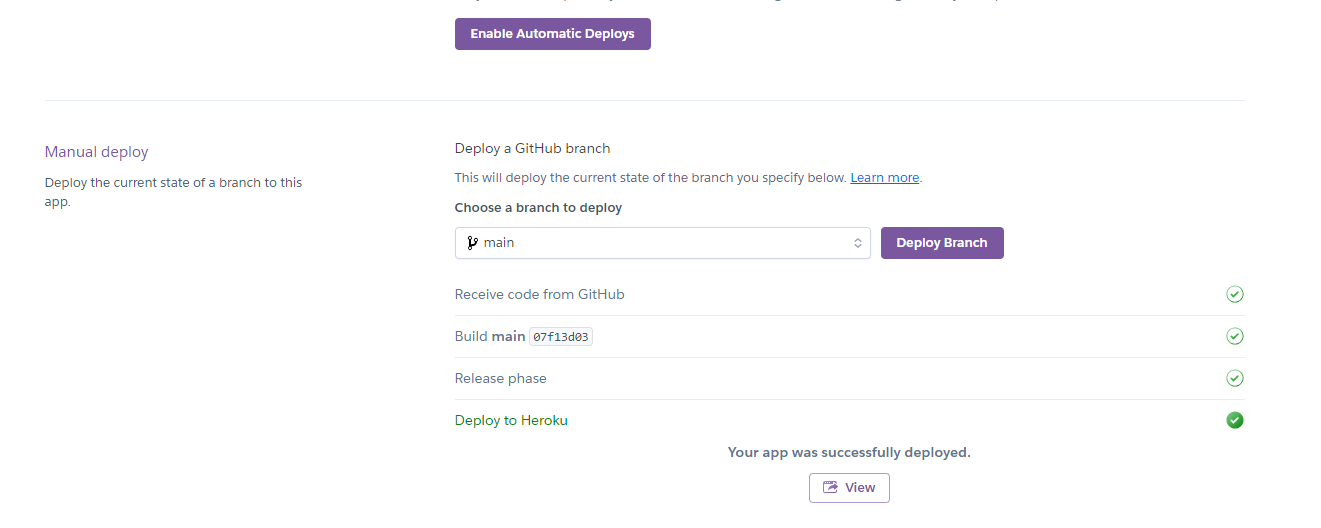 Enable Automatic Deploys
Manual deploy
Deploy the current state of a branch to this
app.
Deploy a GitHub branch
This will deploy the current state of the branch you specify below. Learn more.
Choose a branch to deploy
main
Deploy Branch
Receive code from GitHub
Build main 07f13d03
Release phase
Deploy to Heroku
Your app was successfully deployed.
View